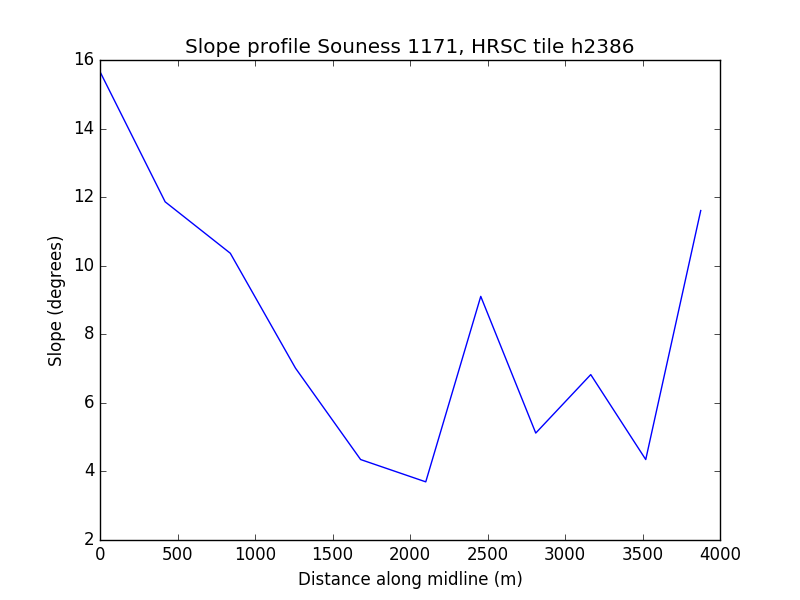 Slope profile Souness 1171, HRSC tile h2386
16
14
12
10
8
6
4
2
Slope (degrees)
0 500 1000 1500 2000 2500 3000 3500 4000
Distance along midline (m)